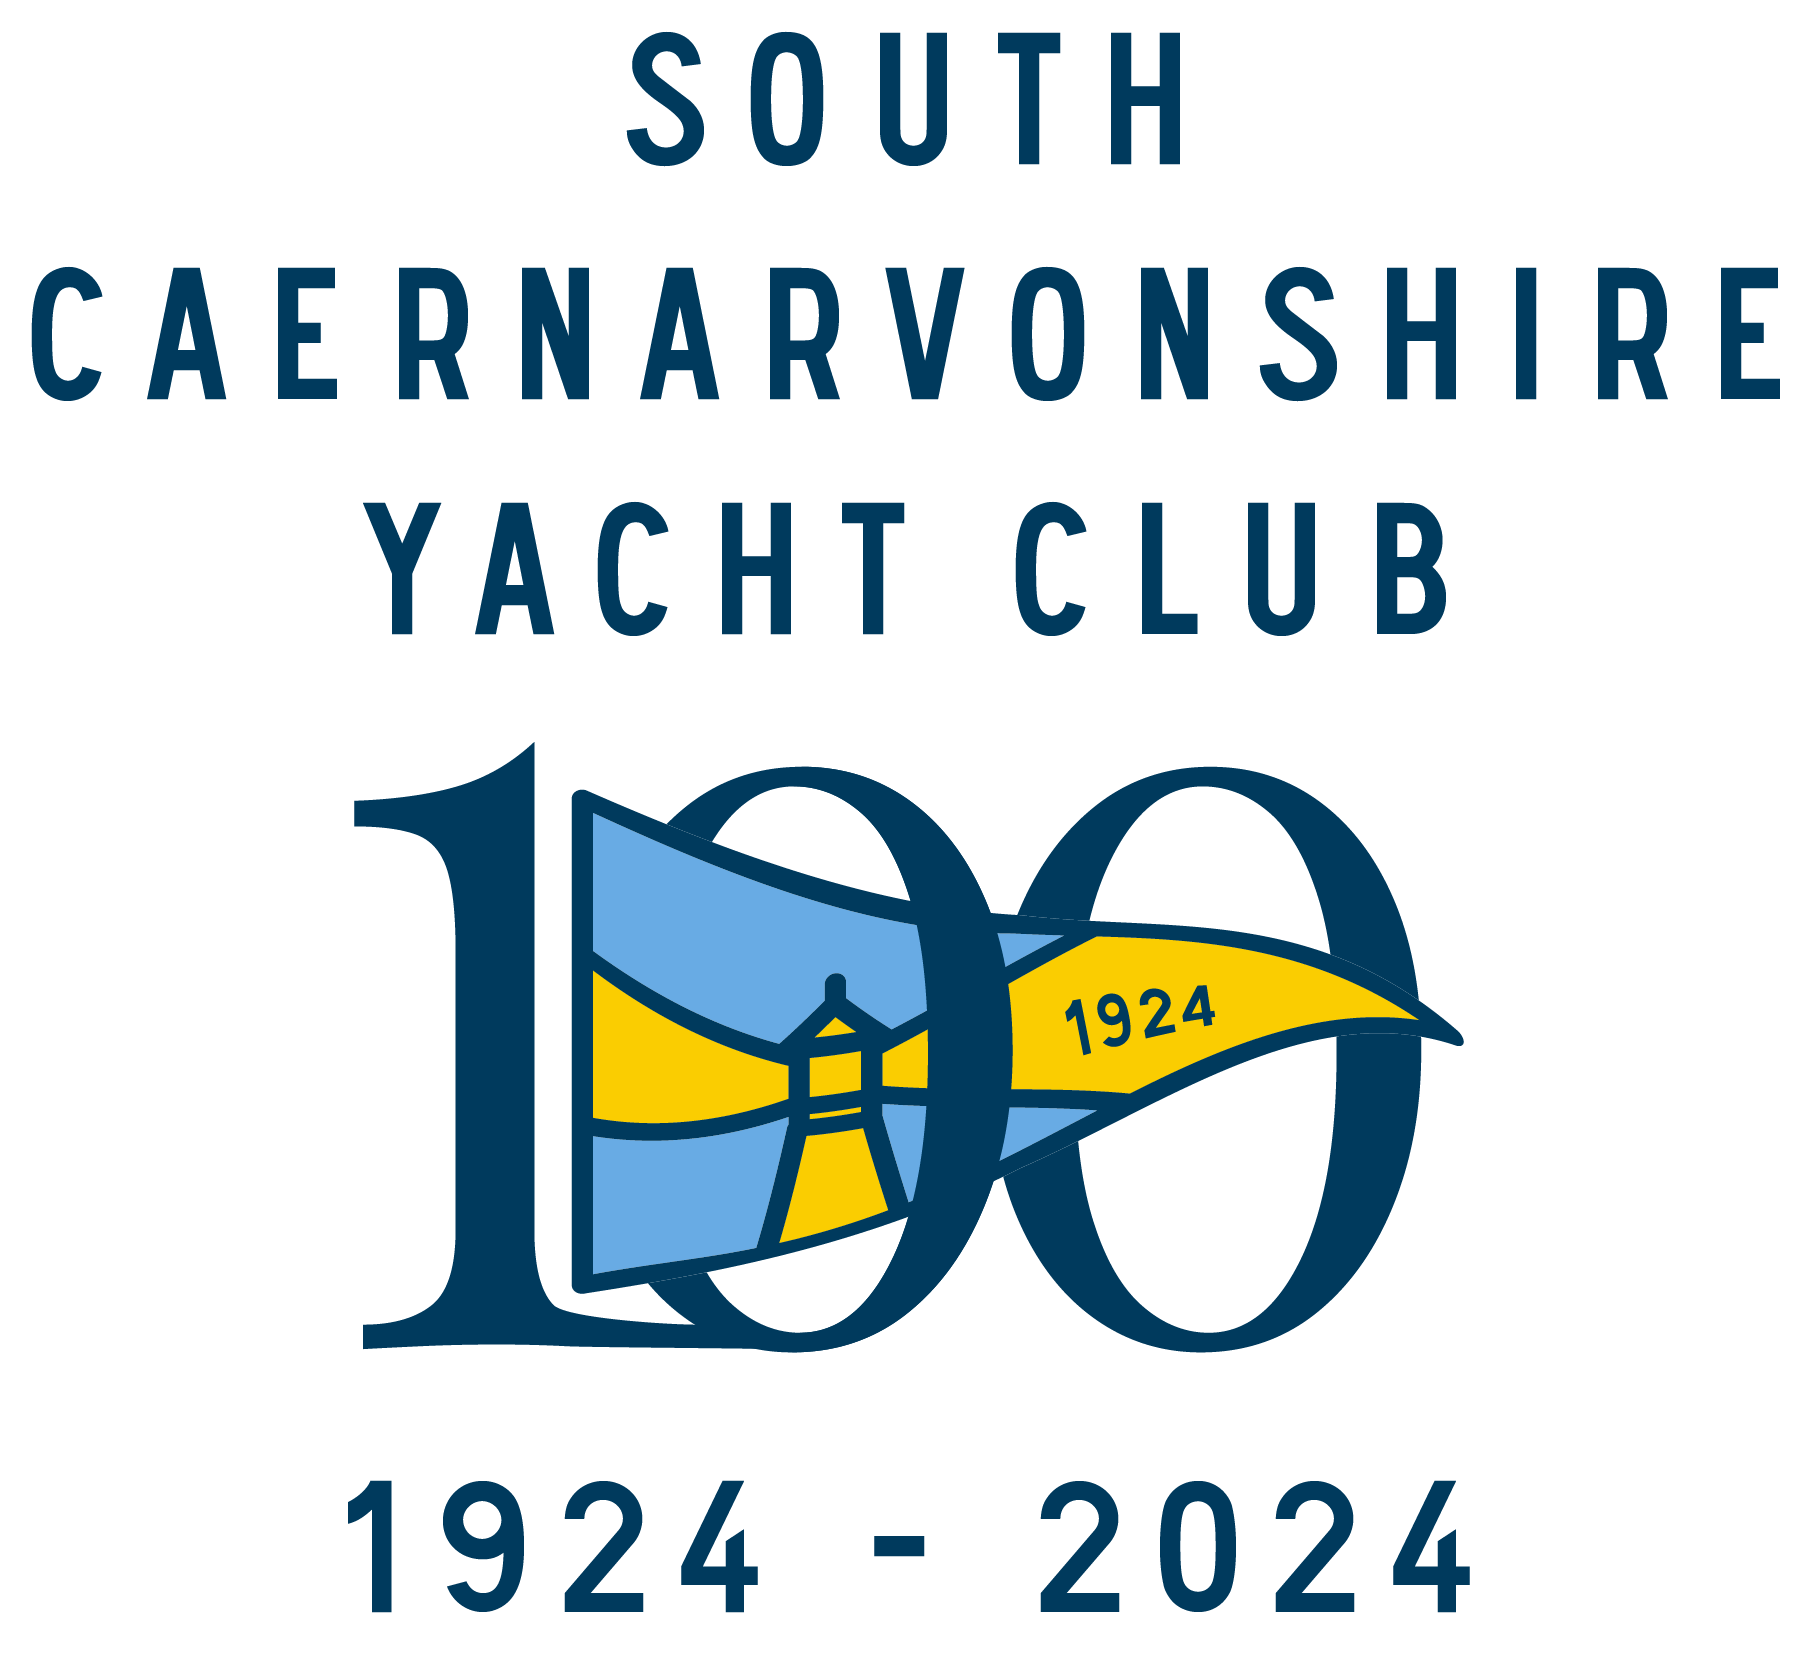 SOUTH
CAERNARVONSHIRE
YACHT CLUB
100
1924
1924 - 2024